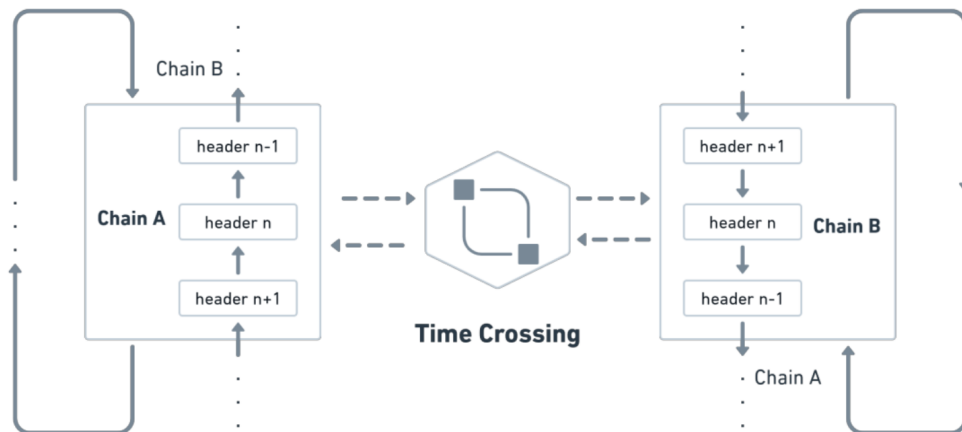 Chain B
header n-1
Chain A
header n
header n+1
Time Crossing
header n+1
header n
Chain B
header n-1
Chain A